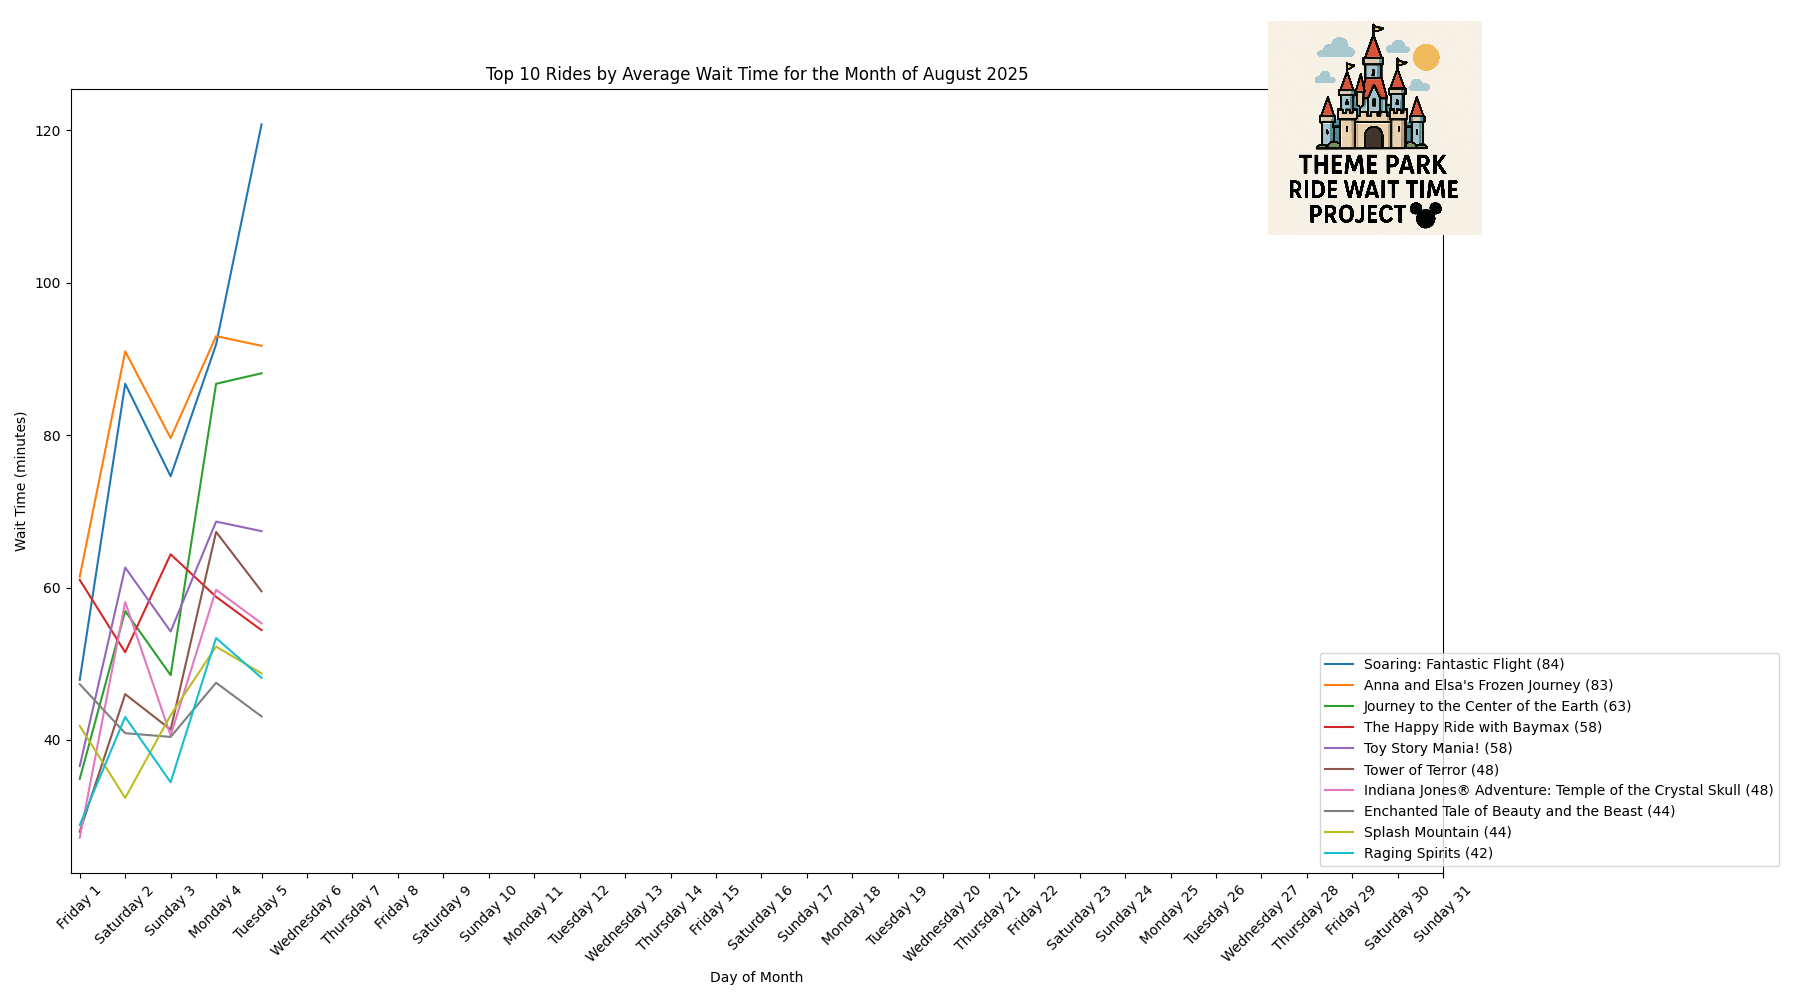 Top 10 Rides by Average Wait Time for the Month of August 2025
THEME PARK
RIDE WAIT TIME
PROJECT
120
100
80
60
40
Wait Time (minutes)
Soaring: Fantastic Flight (84)
Anna and Elsa's Frozen Journey (83)
Journey to the Center of the Earth (63)
The Happy Ride with Baymax (58)
Toy Story Mania! (58)
Tower of Terror (48)
Indiana Jones® Adventure: Temple of the Crystal Skull (48)
Enchanted Tale of Beauty and the Beast (44)
Splash Mountain (44)
Raging Spirits (42)
Friday 1
Saturday 2
Sunday 3
Monday 4
Tuesday 5
Wednesday 6
Thursday 7
Friday 8
Saturday 9
Sunday 10
Monday 11
Tuesday 12
Wednesday 13
Thursday 14
Friday 15
Saturday 16
Sunday 17
Monday 18
Tuesday 19
Wednesday 20
Thursday 21
Friday 22
Saturday 23
Sunday 24
Monday 25
Tuesday 26
Wednesday 27
Thursday 28
Friday 29
Saturday 30
Sunday 31
Day of Month